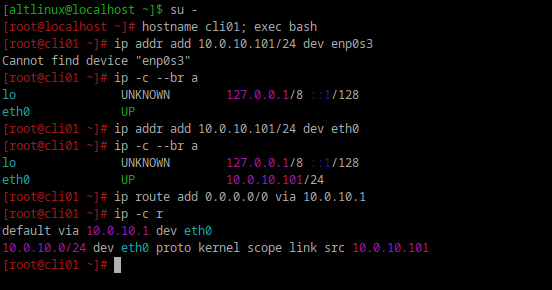 [altlinux@localhost ~]$ su -
[root@localhost ~]# hostname cli01; exec bash
[root@cli01 ~]# ip addr add 10.0.10.101/24 dev enp0s3
Cannot find device "enp0s3"
[root@cli01 ~]# ip -c --br a
lo UNKNOWN 127.0.0.1/8 ::1/128
eth0 UP
[root@cli01 ~]# ip addr add 10.0.10.101/24 dev eth0
[root@cli01 ~]# ip -c --br a
lo UNKNOWN 127.0.0.1/8 ::1/128
eth0 UP 10.0.10.101/24
[root@cli01 ~]# ip route add 0.0.0.0/0 via 10.0.10.1
[root@cli01 ~]# ip -c r
default via 10.0.10.1 dev eth0
10.0.10.0/24 dev eth0 proto kernel scope link src 10.0.10.101
[root@cli01 ~]#